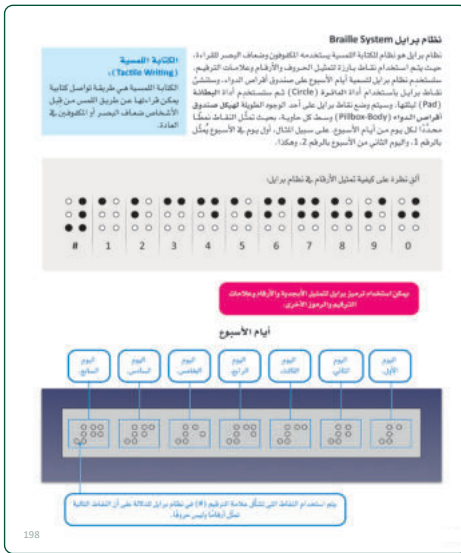 نظام برايل Braille System
نظام برايل هو نظام للكتابة اللمسية يستخدمه المكفوفون وضعاف البصر للقراءة،
حيث يتم استخدام نقاط بارزة لتمثيل الحروف والأرقام وعلامات الترقيم.
ستستخدم نظام برايل لتسمية أيام الأسبوع على صندوق أقراص الدواء. وستنشئ
نقاط برايل باستخدام أداة الدائرة (Circle) ثم ستستخدم أداة البطانة
(Pad) لبثقها. وسيتم وضع نقاط برايل على أحد الوجوه الطويلة لهيكل صندوق
أقراص الدواء (Pillbox-Body) وسط كل حاوية، بحيث تمثل النقاط نمطًا
محددًا لكل يوم من أيام الأسبوع. على سبيل المثال، أول يوم في الأسبوع يُمثّل
بالرقم 1، واليوم الثاني من الأسبوع بالرقم 2، وهكذا.
الكتابة اللمسية
(Tactile Writing):
الكتابة اللمسية هي طريقة تواصل كتابية
يمكن قراءتها عن طريق اللمس من قبل
الأشخاص ضعاف البصر أو المكفوفين في
العادة.
ألق نظرة على كيفية تمثيل الأرقام في نظام برايل:
# 1 2 3 4 5 6 7 8 9 0
يمكن استخدام ترميز برايل لتمثيل الأبجدية والأرقام وعلامات
الترقيم والرموز الأخرى.
أيام الأسبوع
اليوم الأول.
اليوم الثاني.
اليوم الثالث.
اليوم الرابع.
اليوم الخامس.
اليوم السادس.
اليوم السابع.
يتم استخدام النقاط التي تشكّل علامة الترقيم (#) في نظام برايل للدلالة على أن النقاط التالية
تمثّل أرقامًا وليس حروفًا.
198